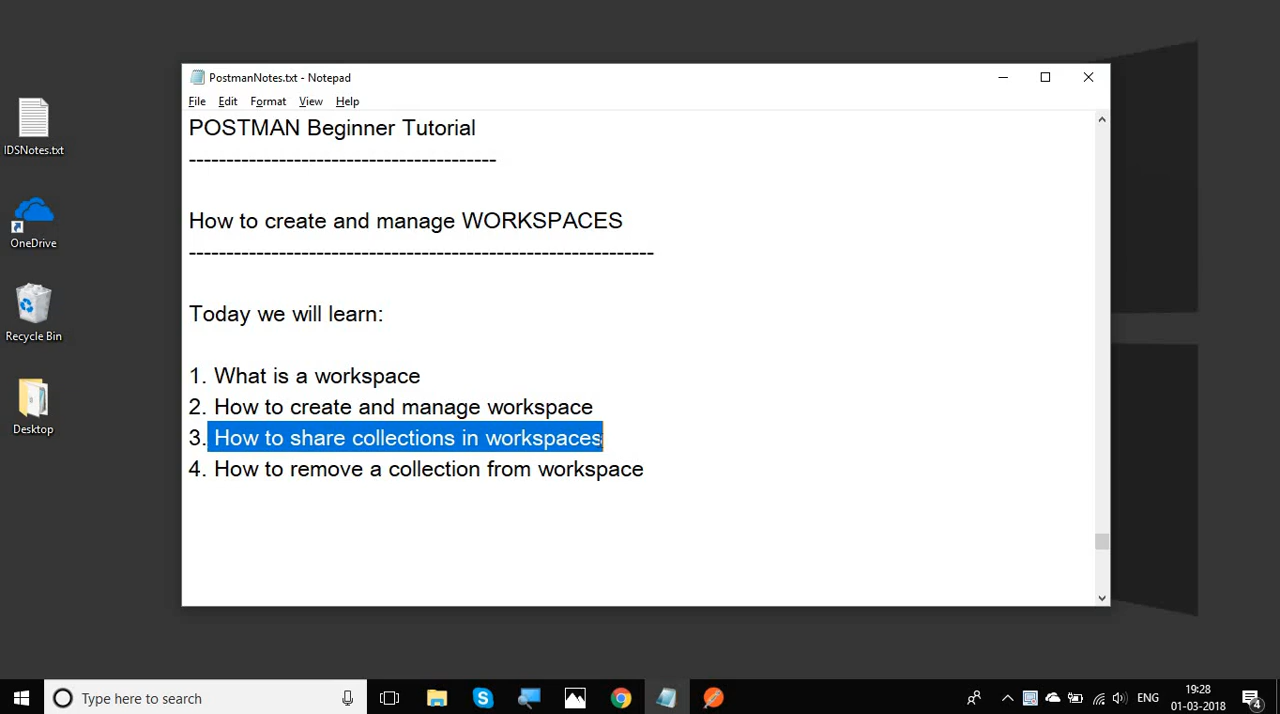 PostmanNotes.txt - Notepad
File Edit Format View Help
POSTMAN Beginner Tutorial
-----------------------------------------
How to create and manage WORKSPACES
--------------------------------------------------------------
Today we will learn:
1. What is a workspace
2. How to create and manage workspace
3. How to share collections in workspaces
4. How to remove a collection from workspace
IDSNotes.txt
OneDrive
Recycle Bin
Desktop
Type here to search
ENG
19:28
01-03-2018
4